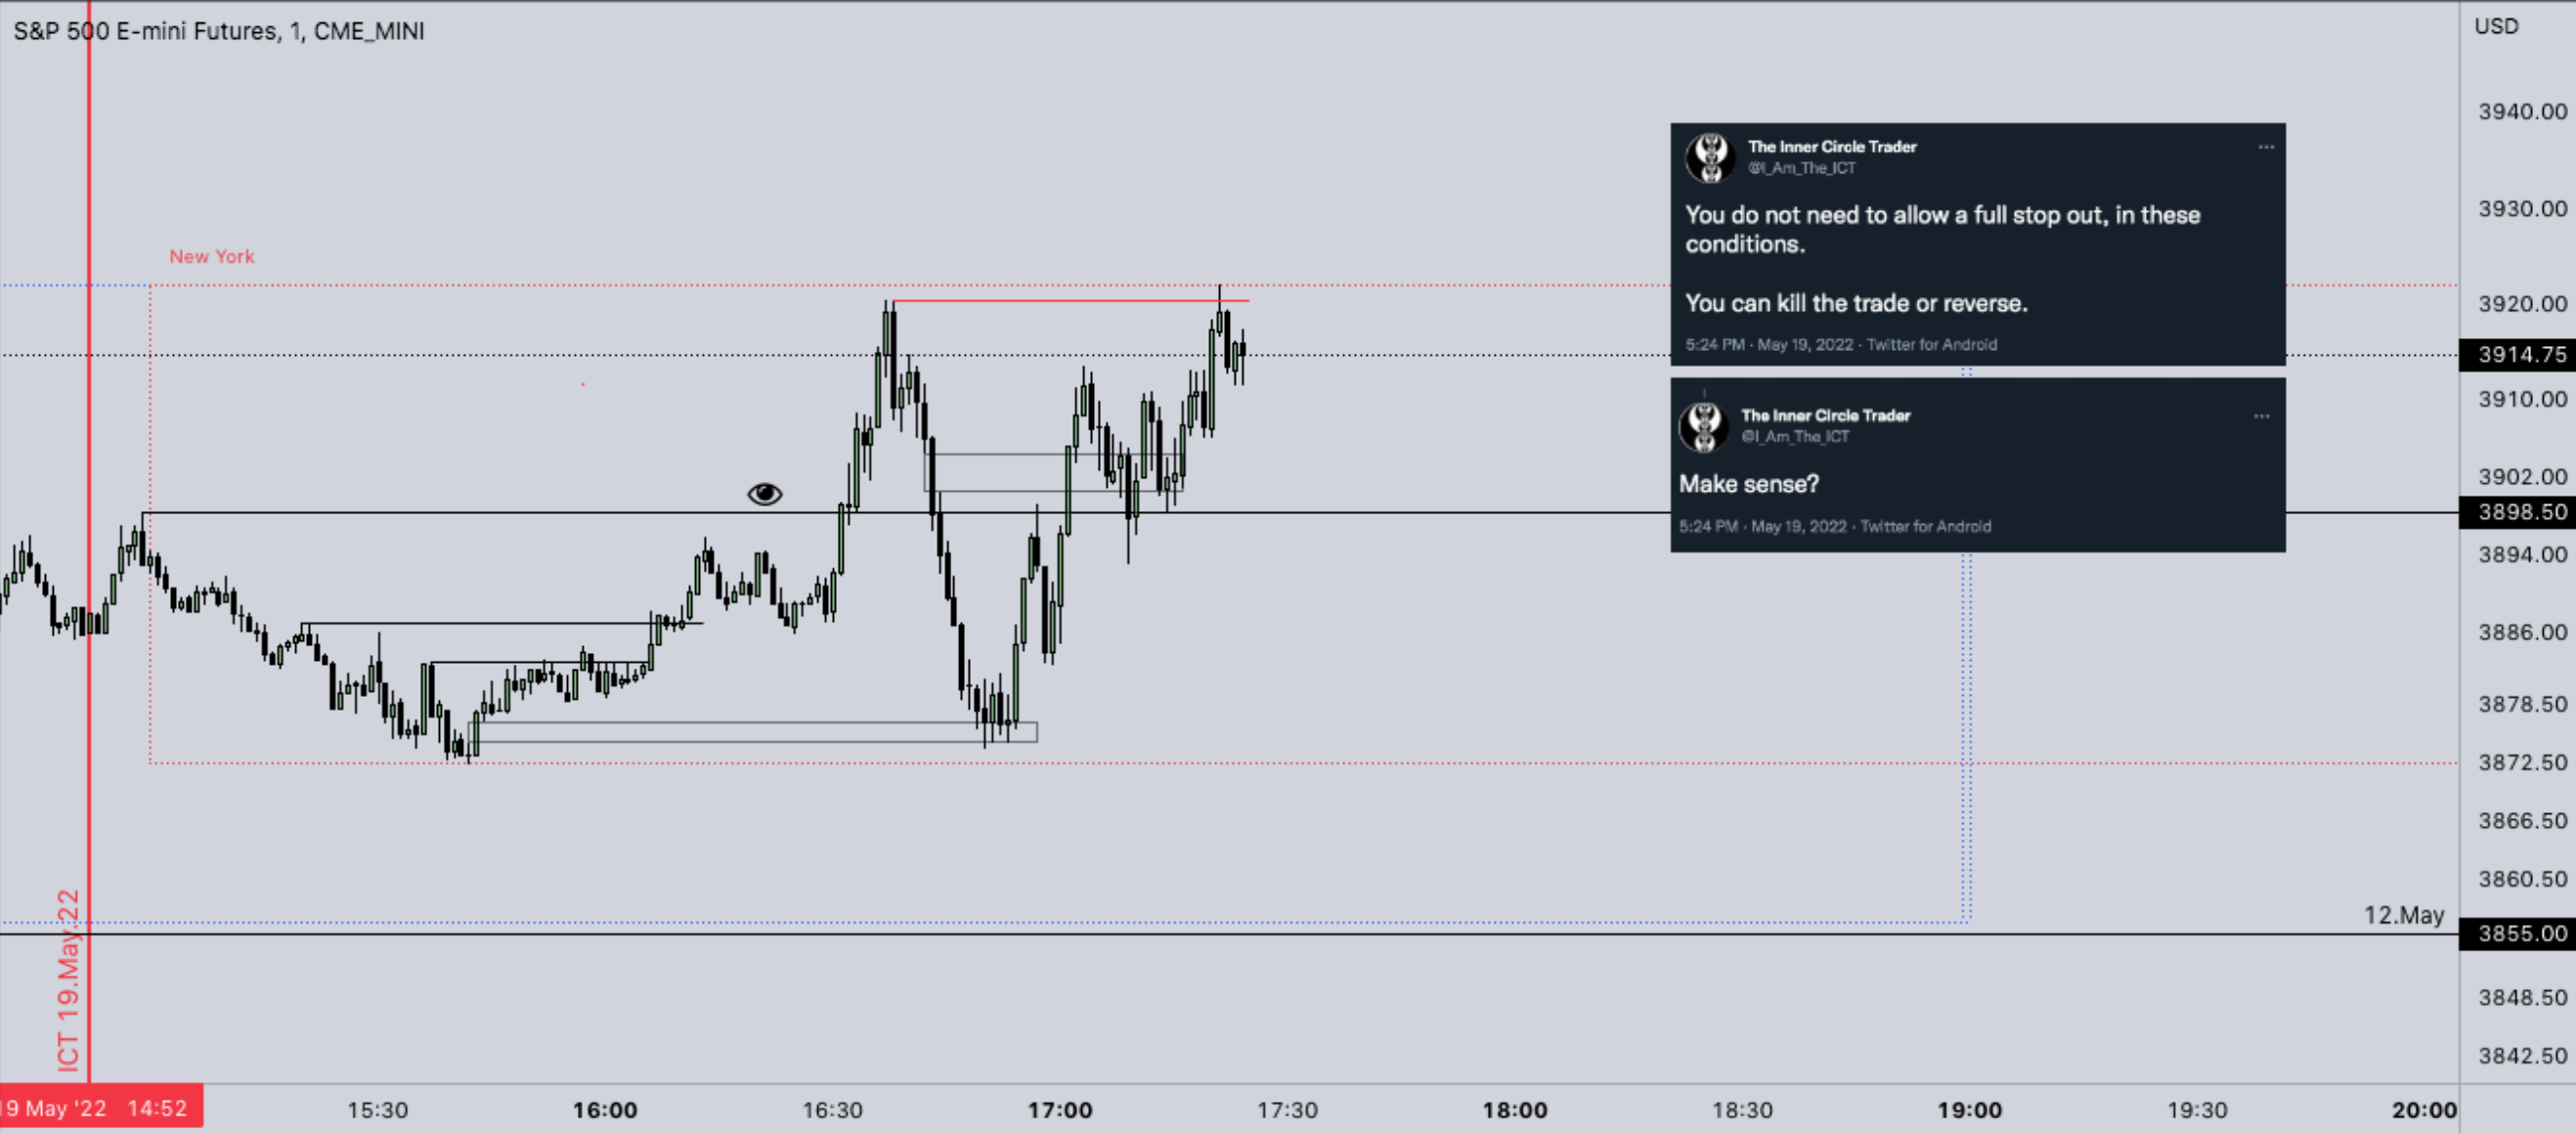 S&P 500 E-mini Futures, 1, CME_MINI
USD
New York
The Inner Circle Trader
@I_Am_The_ICT
You do not need to allow a full stop out, in these
conditions.
You can kill the trade or reverse.
5:24 PM · May 19, 2022 · Twitter for Android
The Inner Circle Trader
@I_Am_The_ICT
Make sense?
5:24 PM · May 19, 2022 · Twitter for Android
3940.00
3930.00
3920.00
3914.75
3910.00
3902.00
3898.50
3894.00
3886.00
3878.50
3872.50
3866.50
3860.50
12.May
3855.00
3848.50
3842.50
ICT 19.May.22
19 May '22 14:52
15:30
16:00
16:30
17:00
17:30
18:00
18:30
19:00
19:30
20:00